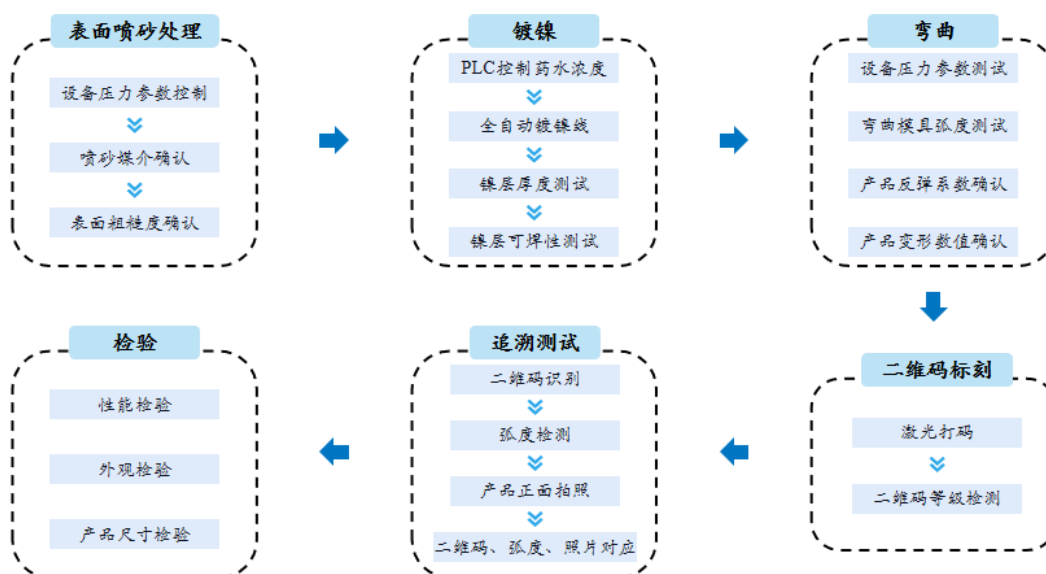 表面喷砂处理
设备压力参数控制
喷砂媒介确认
表面粗糙度确认
镀镍
PLC控制药水浓度
全自动镀镍线
镍层厚度测试
镍层可焊性测试
弯曲
设备压力参数测试
弯曲模具弧度测试
产品反弹系数确认
产品变形数值确认
二维码标刻
激光打码
二维码等级检测
追溯测试
二维码识别
弧度检测
产品正面拍照
二维码、弧度、照片对应
检验
性能检验
外观检验
产品尺寸检验